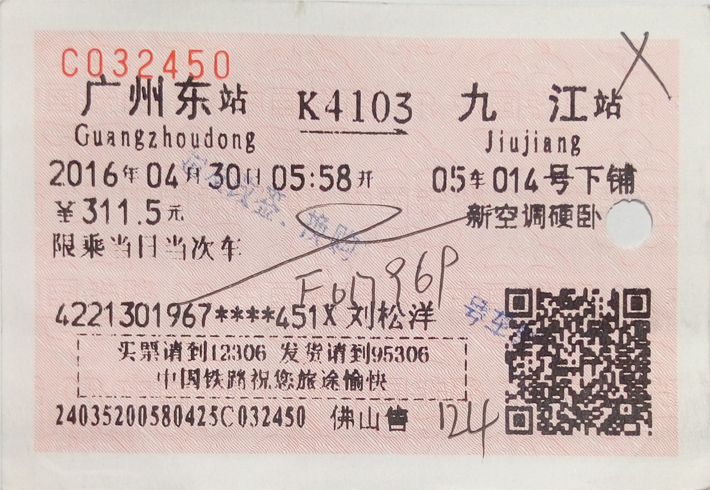 C032450
广州东站 K4103 九江站
Guangzhoudong Jiujiang
2016年04月30日05:58开 05车014号下铺
¥311.5元 新空调硬卧
限乘当日当次车
4221301967****451X 刘松洋
买票请到12306 发货请到95306
中国铁路祝您旅途愉快
24035200580425C032450 佛山售 124